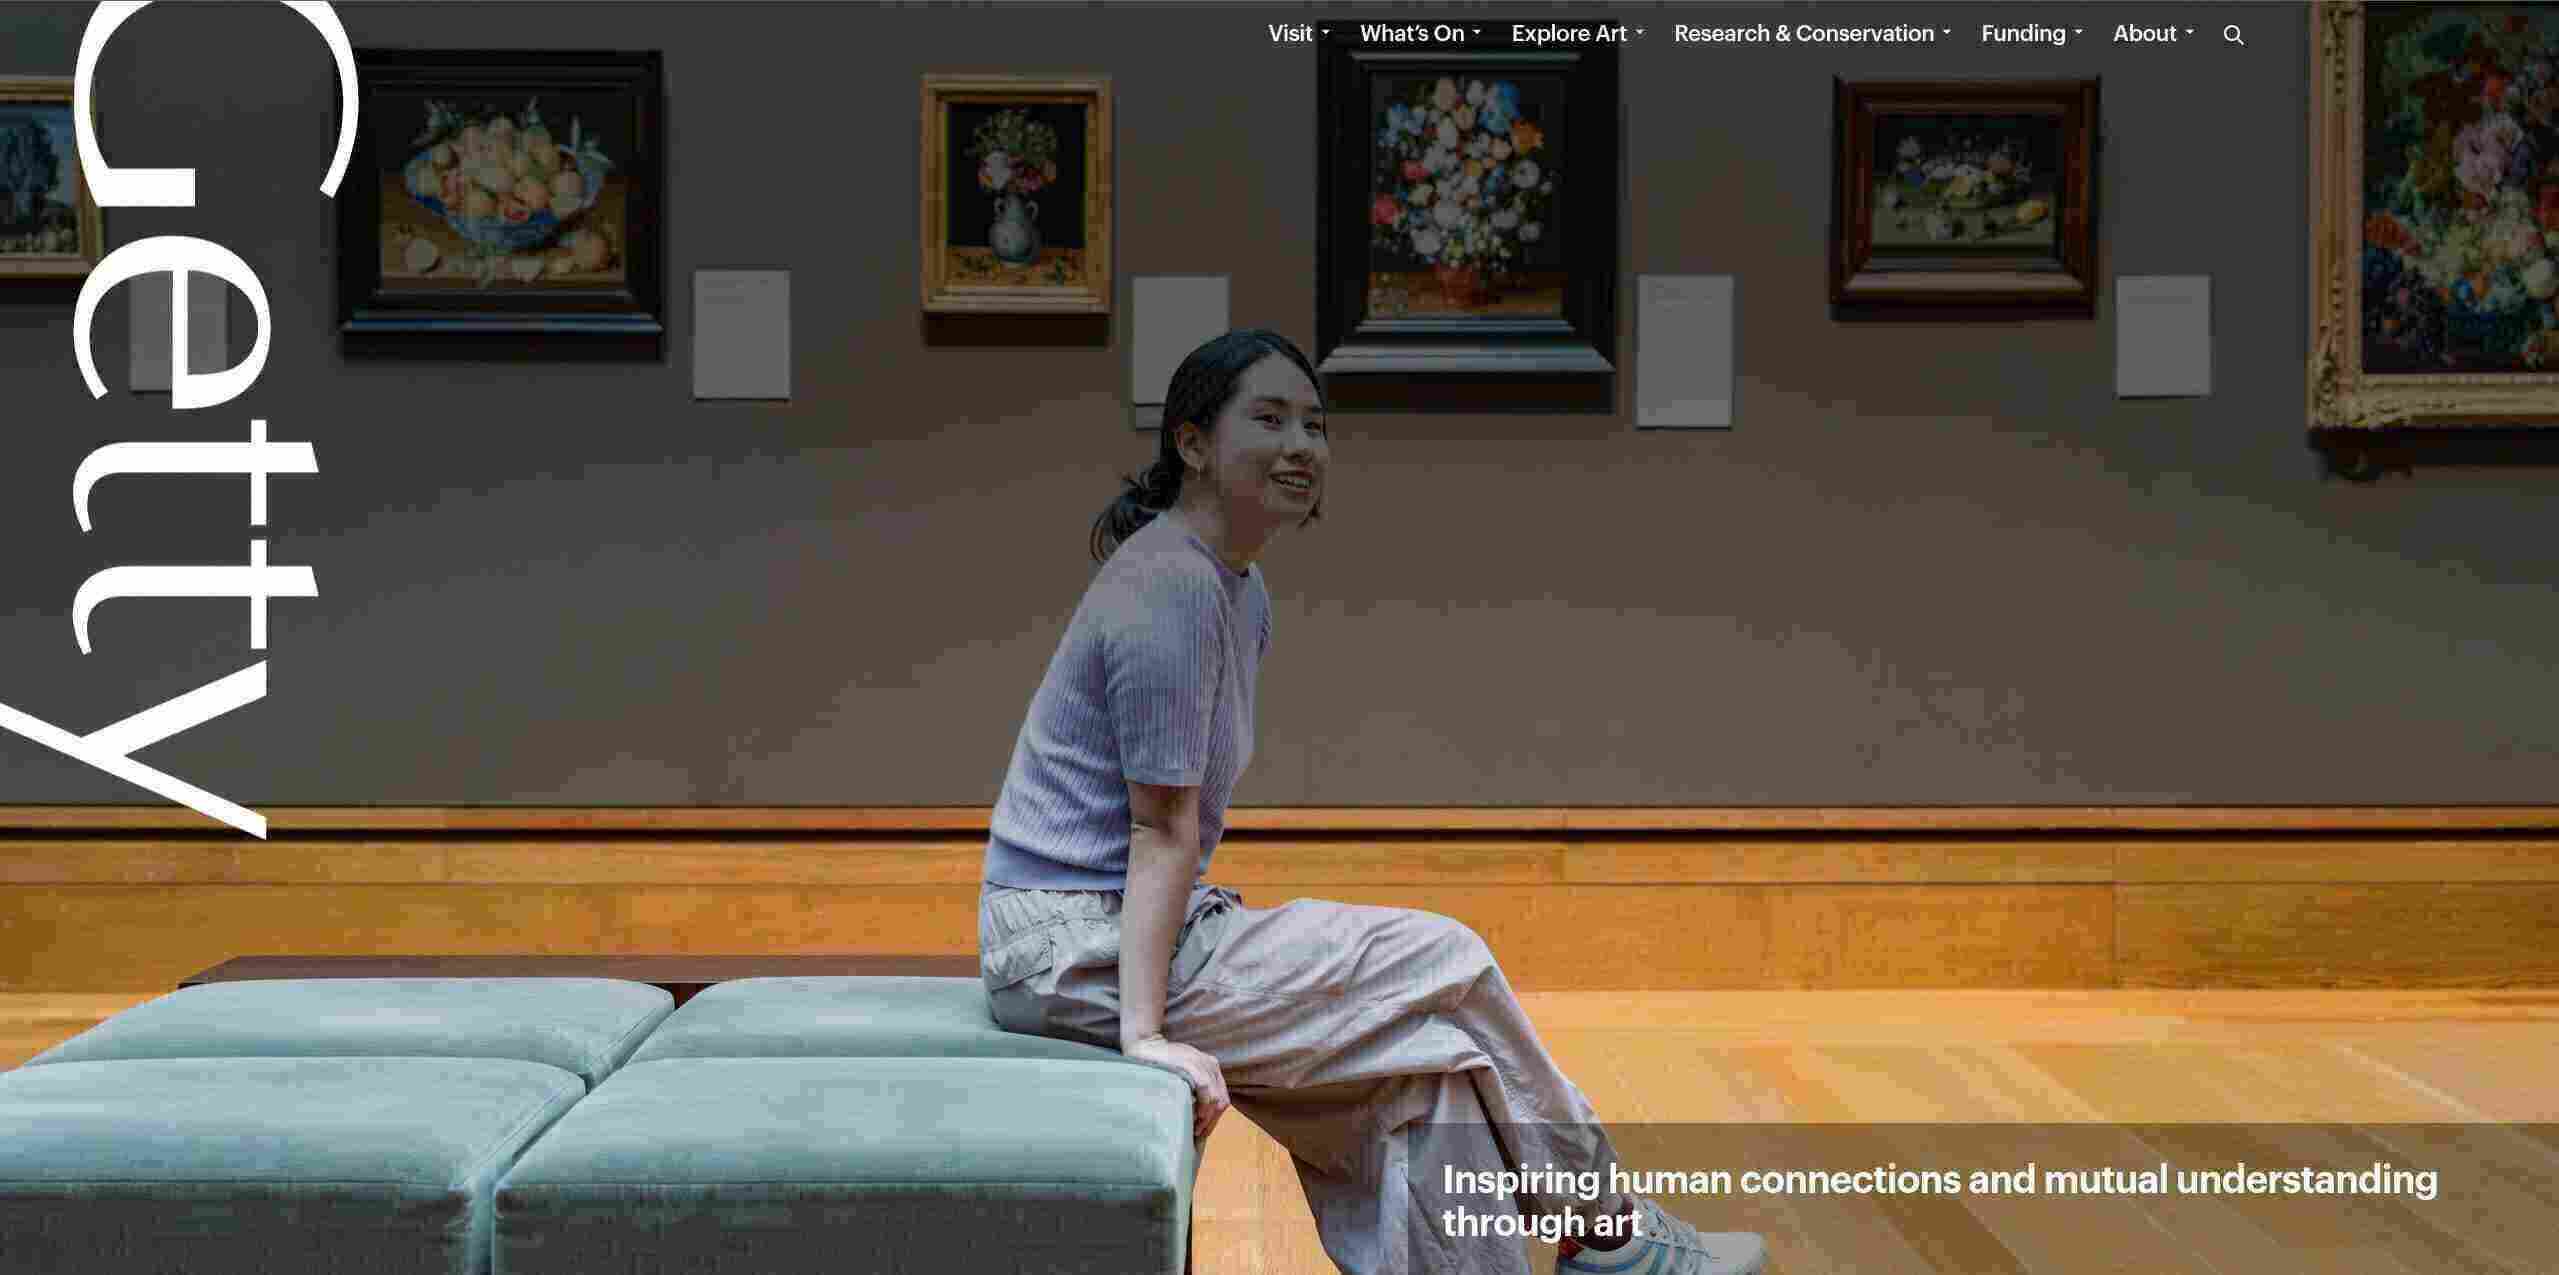 Getty
Visit
What's On
Explore Art
Research & Conservation
Funding
About
Inspiring human connections and mutual understanding
through art